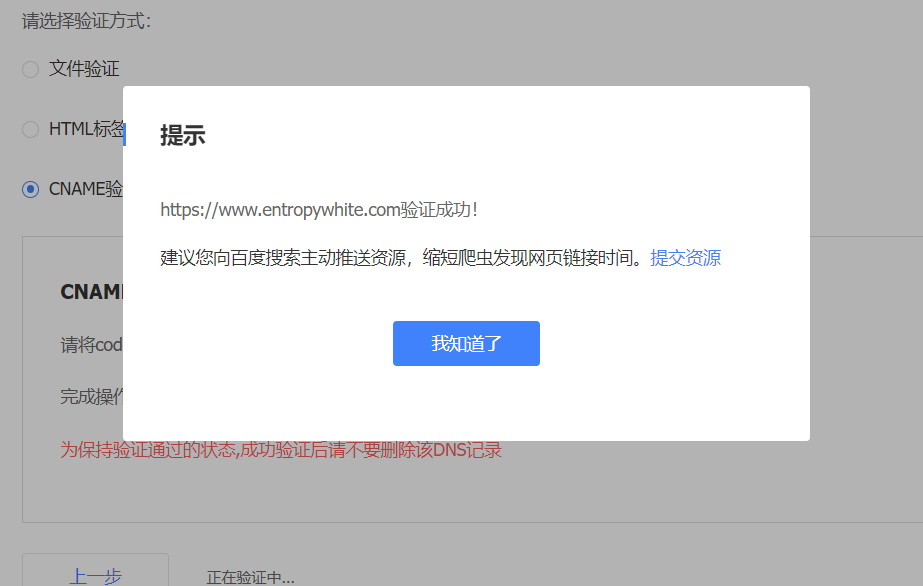 请选择验证方式：
文件验证
HTML标签
提示
CNAME验
https://www.entropywhite.com验证成功！
建议您向百度搜索主动推送资源，缩短爬虫发现网页链接时间。提交资源
CNAM
请将cod
我知道了
完成操作
为保持验证通过的状态,成功验证后请不要删除该DNS记录
上一步
正在验证中...